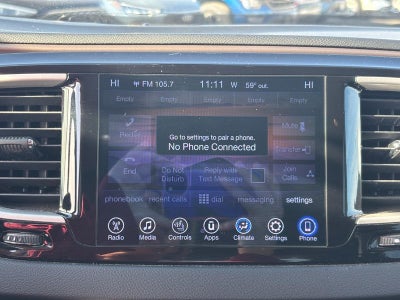 HI FM 105.7 11:11 W 59° out. HI
Empty Empty Empty Empty Empty
Redial Mute
Go to settings to pair a phone.
No Phone Connected
Transfer
End Do Not Disturb Reply with Text Message Join Calls
phonebook recent calls dial messaging settings
Radio Media Controls Apps Climate Settings Phone